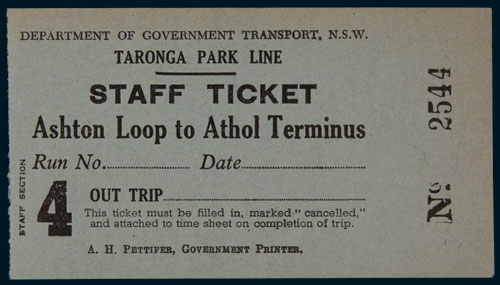 DEPARTMENT OF GOVERNMENT TRANSPORT, N.S.W.
TARONGA PARK LINE
STAFF TICKET
Ashton Loop to Athol Terminus
Run No. Date
STAFF SECTION
4
OUT TRIP
This ticket must be filled in, marked "cancelled,"
and attached to time sheet on completion of trip.
A. H. PETTIFER, GOVERNMENT PRINTER.
No. 2544